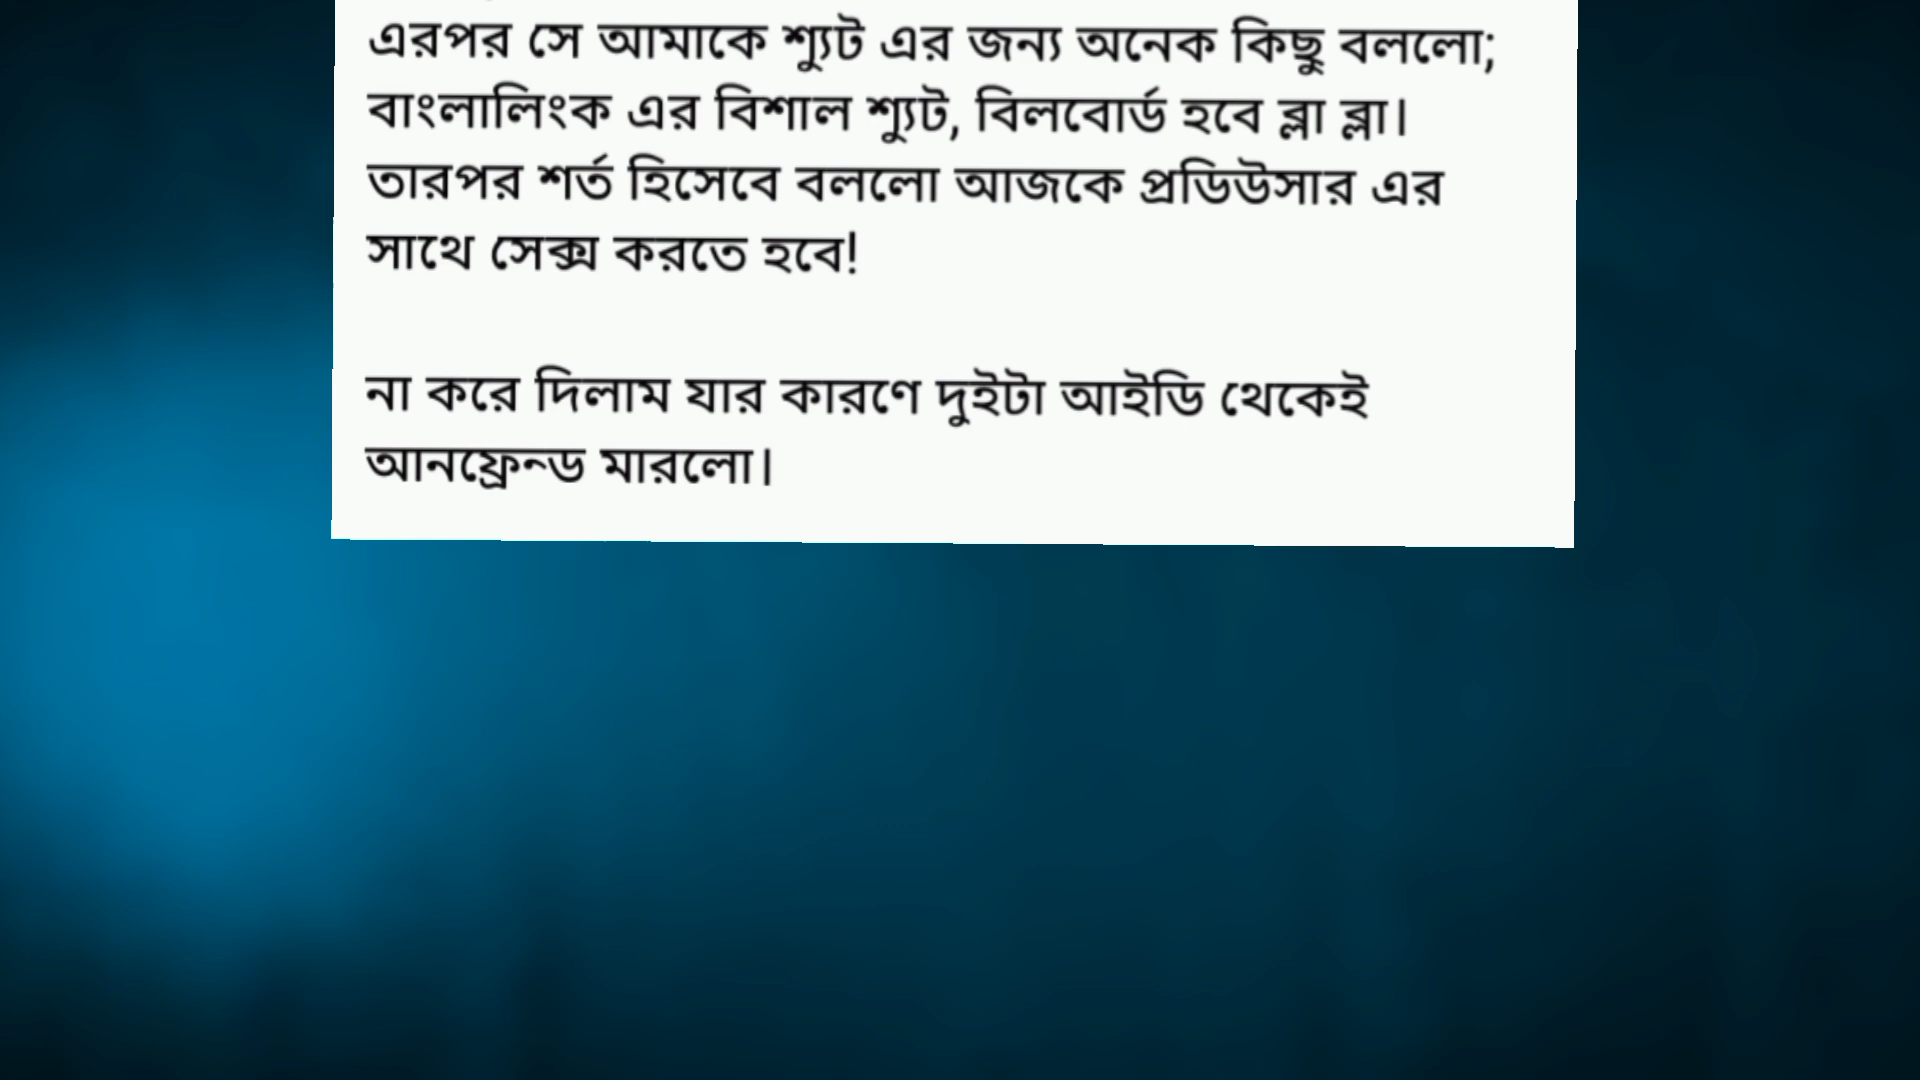 এরপর সে আমাকে শ্যুট এর জন্য অনেক কিছু বললো;
বাংলালিংক এর বিশাল শ্যুট, বিলবোর্ড হবে ব্লা ব্লা।
তারপর শর্ত হিসেবে বললো আজকে প্রডিউসার এর
সাথে সেক্স করতে হবে!
না করে দিলাম যার কারণে দুইটা আইডি থেকেই
আনফ্রেন্ড মারলো।